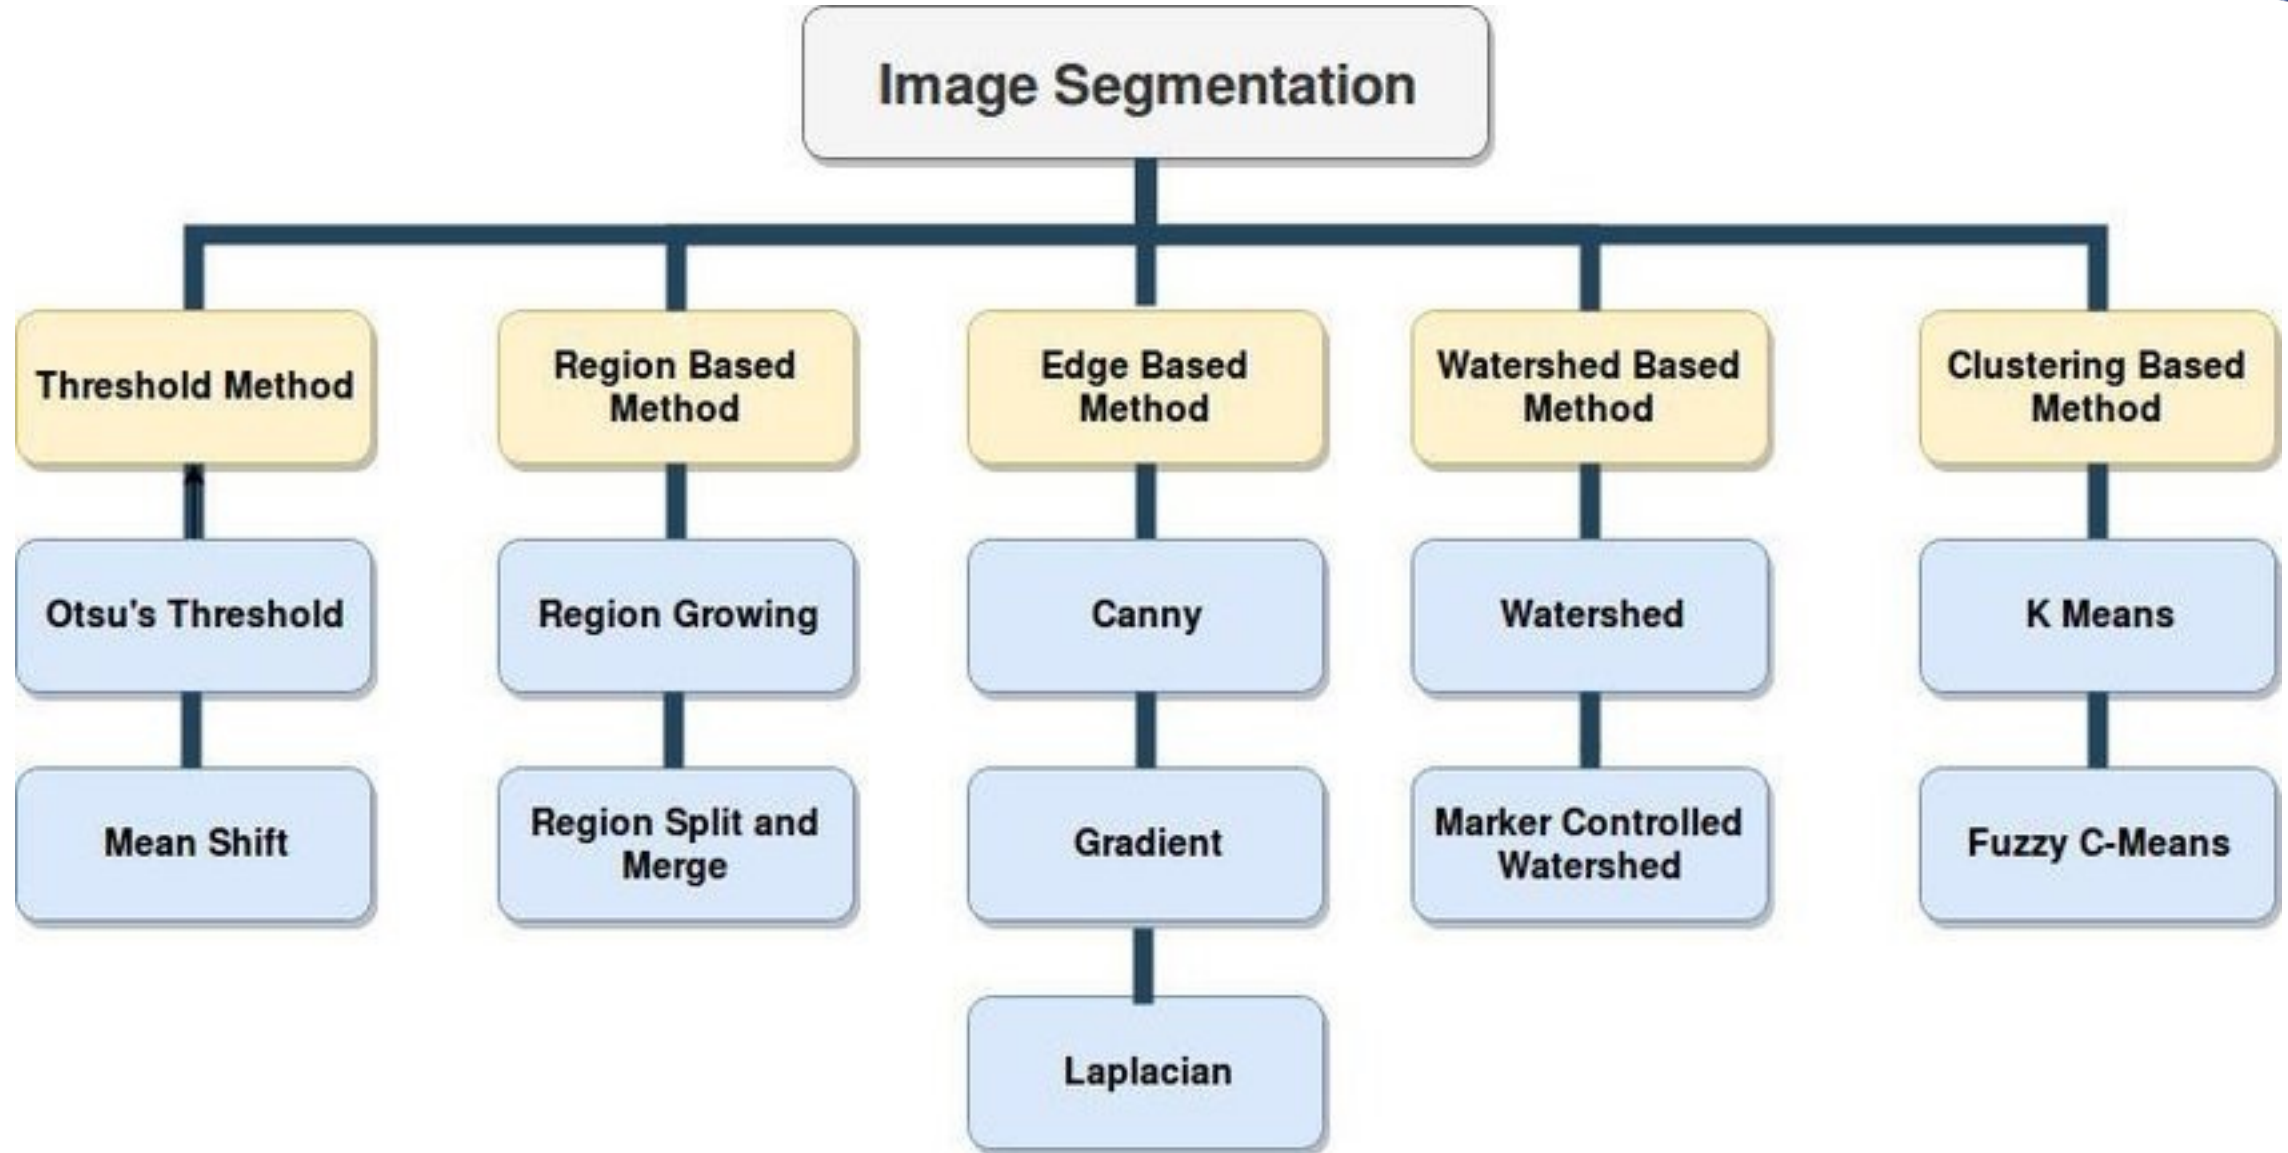 Image Segmentation
Threshold Method
Region Based
Method
Edge Based
Method
Watershed Based
Method
Clustering Based
Method
Otsu's Threshold
Region Growing
Canny
Watershed
K Means
Mean Shift
Region Split and
Merge
Gradient
Marker Controlled
Watershed
Fuzzy C-Means
Laplacian